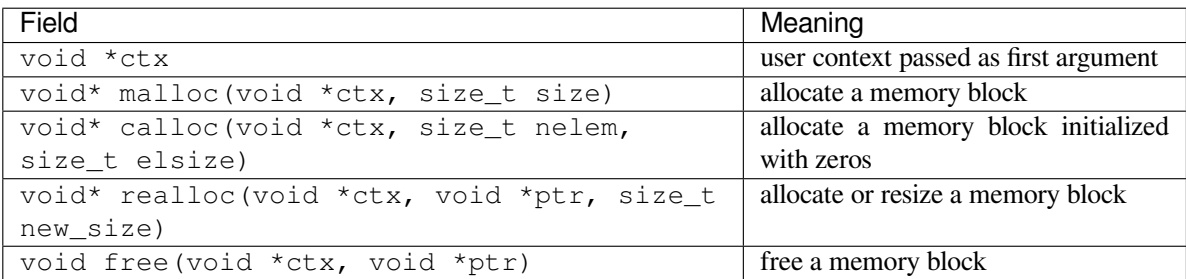 Field Meaning
void *ctx user context passed as first argument
void* malloc(void *ctx, size_t size) allocate a memory block
void* calloc(void *ctx, size_t nelem, allocate a memory block initialized
size_t elsize) with zeros
void* realloc(void *ctx, void *ptr, size_t allocate or resize a memory block
new_size)
void free(void *ctx, void *ptr) free a memory block